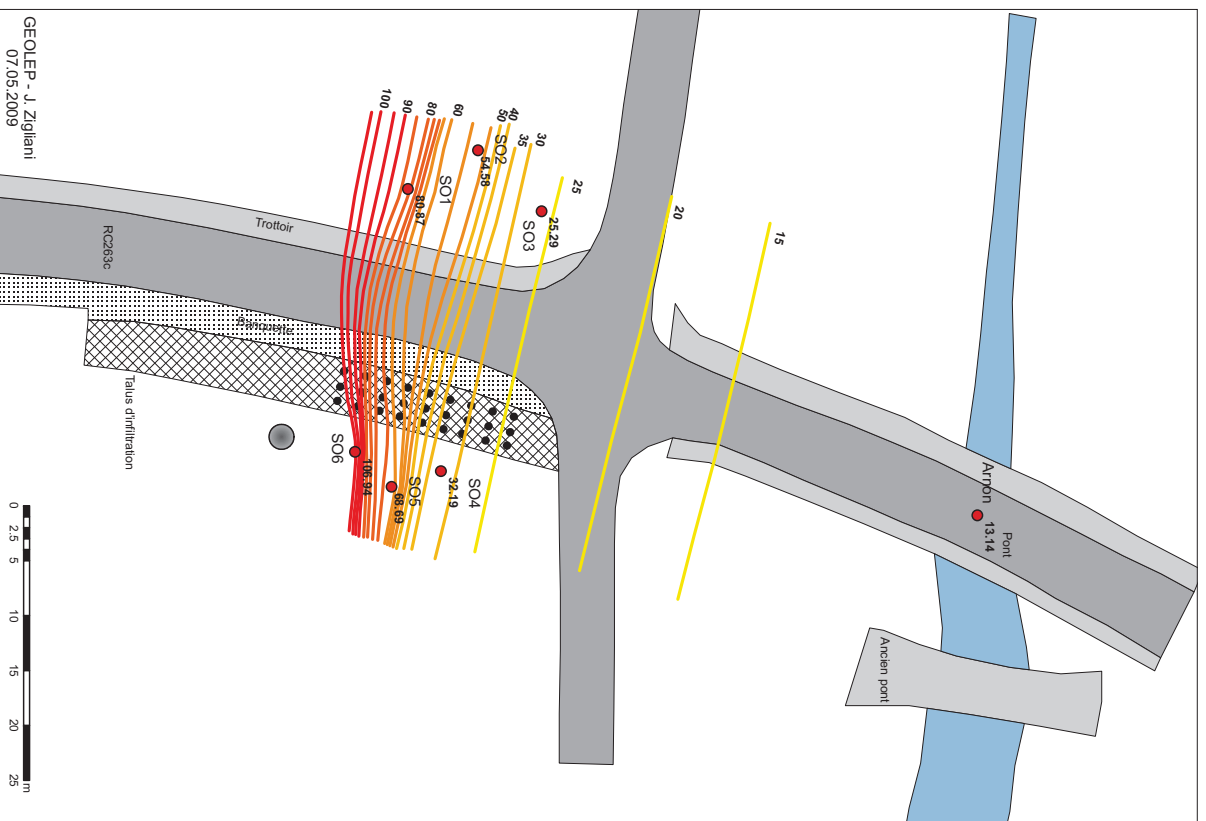 GEOLEP - J. Zigliani
07.05.2009
100
90
80
60
50
40
35
30
25
20
15
SO2
54.58
SO1
80.87
SO3
25.29
Trottoir
RC263c
Banquette
Talus d'infiltration
SO6
106.94
SO5
68.69
SO4
32.19
Arnon
Pont
13.14
Ancien pont
0
2.5
5
10
15
20
25
m